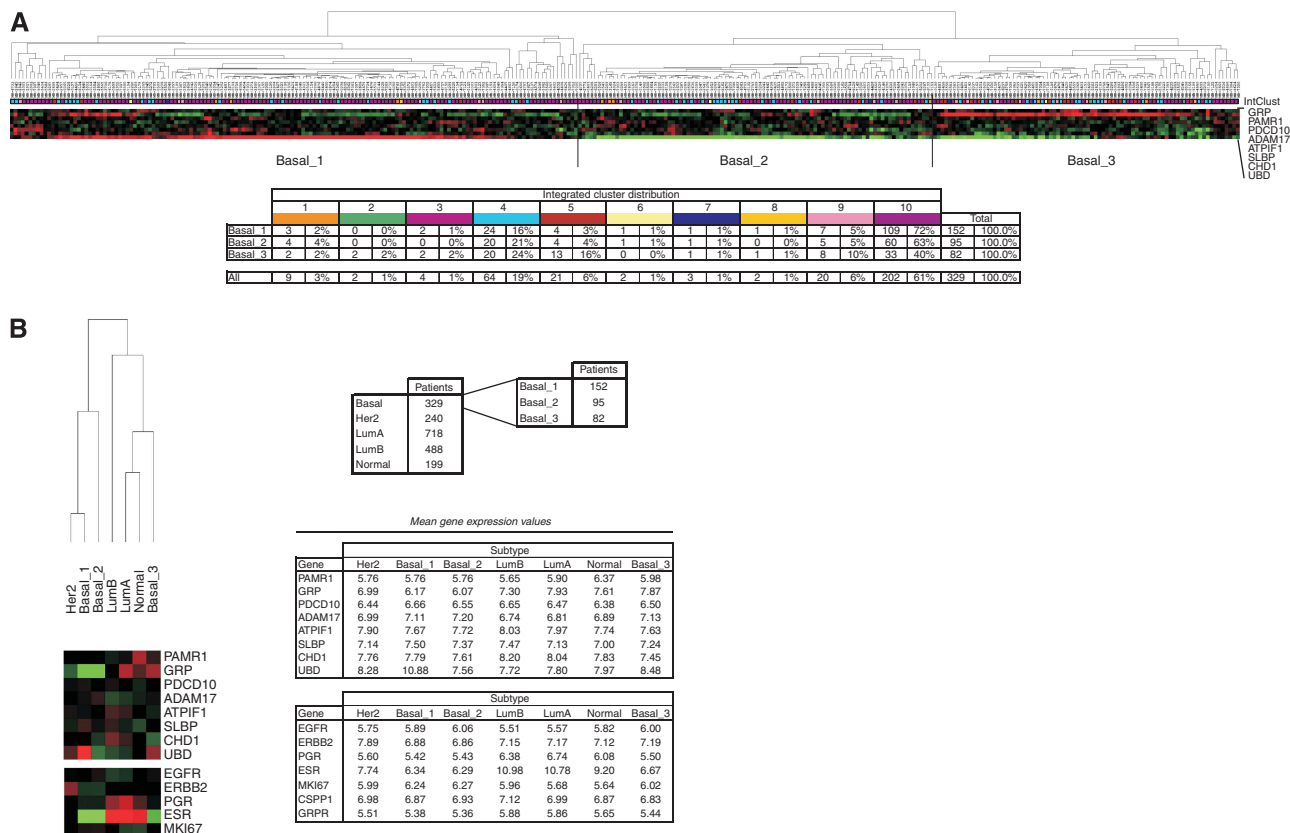 A
IntClust
GRP
PAMR1
PDCD10
ADAM17
ATPIF1
SLBP
CHD1
UBD
Basal_1 Basal_2 Basal_3
Integrated cluster distribution
1 2 3 4 5 6 7 8 9 10 Total
Basal_1 3 2% 0 0% 2 1% 24 16% 4 3% 1 1% 1 1% 1 1% 7 5% 109 72% 152 100.0%
Basal_2 4 4% 0 0% 0 0% 20 21% 4 4% 1 1% 1 1% 0 0% 5 5% 60 63% 95 100.0%
Basal_3 2 2% 2 2% 2 2% 20 24% 13 16% 0 0% 1 1% 1 1% 8 10% 33 40% 82 100.0%
All 9 3% 2 1% 4 1% 64 19% 21 6% 2 1% 3 1% 2 1% 20 6% 202 61% 329 100.0%
B
Patients
Basal 329
Her2 240
LumA 718
LumB 488
Normal 199
Patients
Basal_1 152
Basal_2 95
Basal_3 82
Her2
Basal_1
Basal_2
LumB
LumA
Normal
Basal_3
PAMR1
GRP
PDCD10
ADAM17
ATPIF1
SLBP
CHD1
UBD
EGFR
ERBB2
PGR
ESR
MKI67
Mean gene expression values
Subtype
Gene Her2 Basal_1 Basal_2 LumB LumA Normal Basal_3
PAMR1 5.76 5.76 5.76 5.65 5.90 6.37 5.98
GRP 6.99 6.17 6.07 7.30 7.93 7.61 7.87
PDCD10 6.44 6.66 6.55 6.65 6.47 6.38 6.50
ADAM17 6.99 7.11 7.20 6.74 6.81 6.89 7.13
ATPIF1 7.90 7.67 7.72 8.03 7.97 7.74 7.63
SLBP 7.14 7.50 7.37 7.47 7.13 7.00 7.24
CHD1 7.76 7.79 7.61 8.20 8.04 7.83 7.45
UBD 8.28 10.88 7.56 7.72 7.80 7.97 8.48
Subtype
Gene Her2 Basal_1 Basal_2 LumB LumA Normal Basal_3
EGFR 5.75 5.89 6.06 5.51 5.57 5.82 6.00
ERBB2 7.89 6.88 6.86 7.15 7.17 7.12 7.19
PGR 5.60 5.42 5.43 6.38 6.74 6.08 5.50
ESR 7.74 6.34 6.29 10.98 10.78 9.20 6.67
MKI67 5.99 6.24 6.27 5.96 5.68 5.64 6.02
CSPP1 6.98 6.87 6.93 7.12 6.99 6.87 6.83
GRPR 5.51 5.38 5.36 5.88 5.86 5.65 5.44